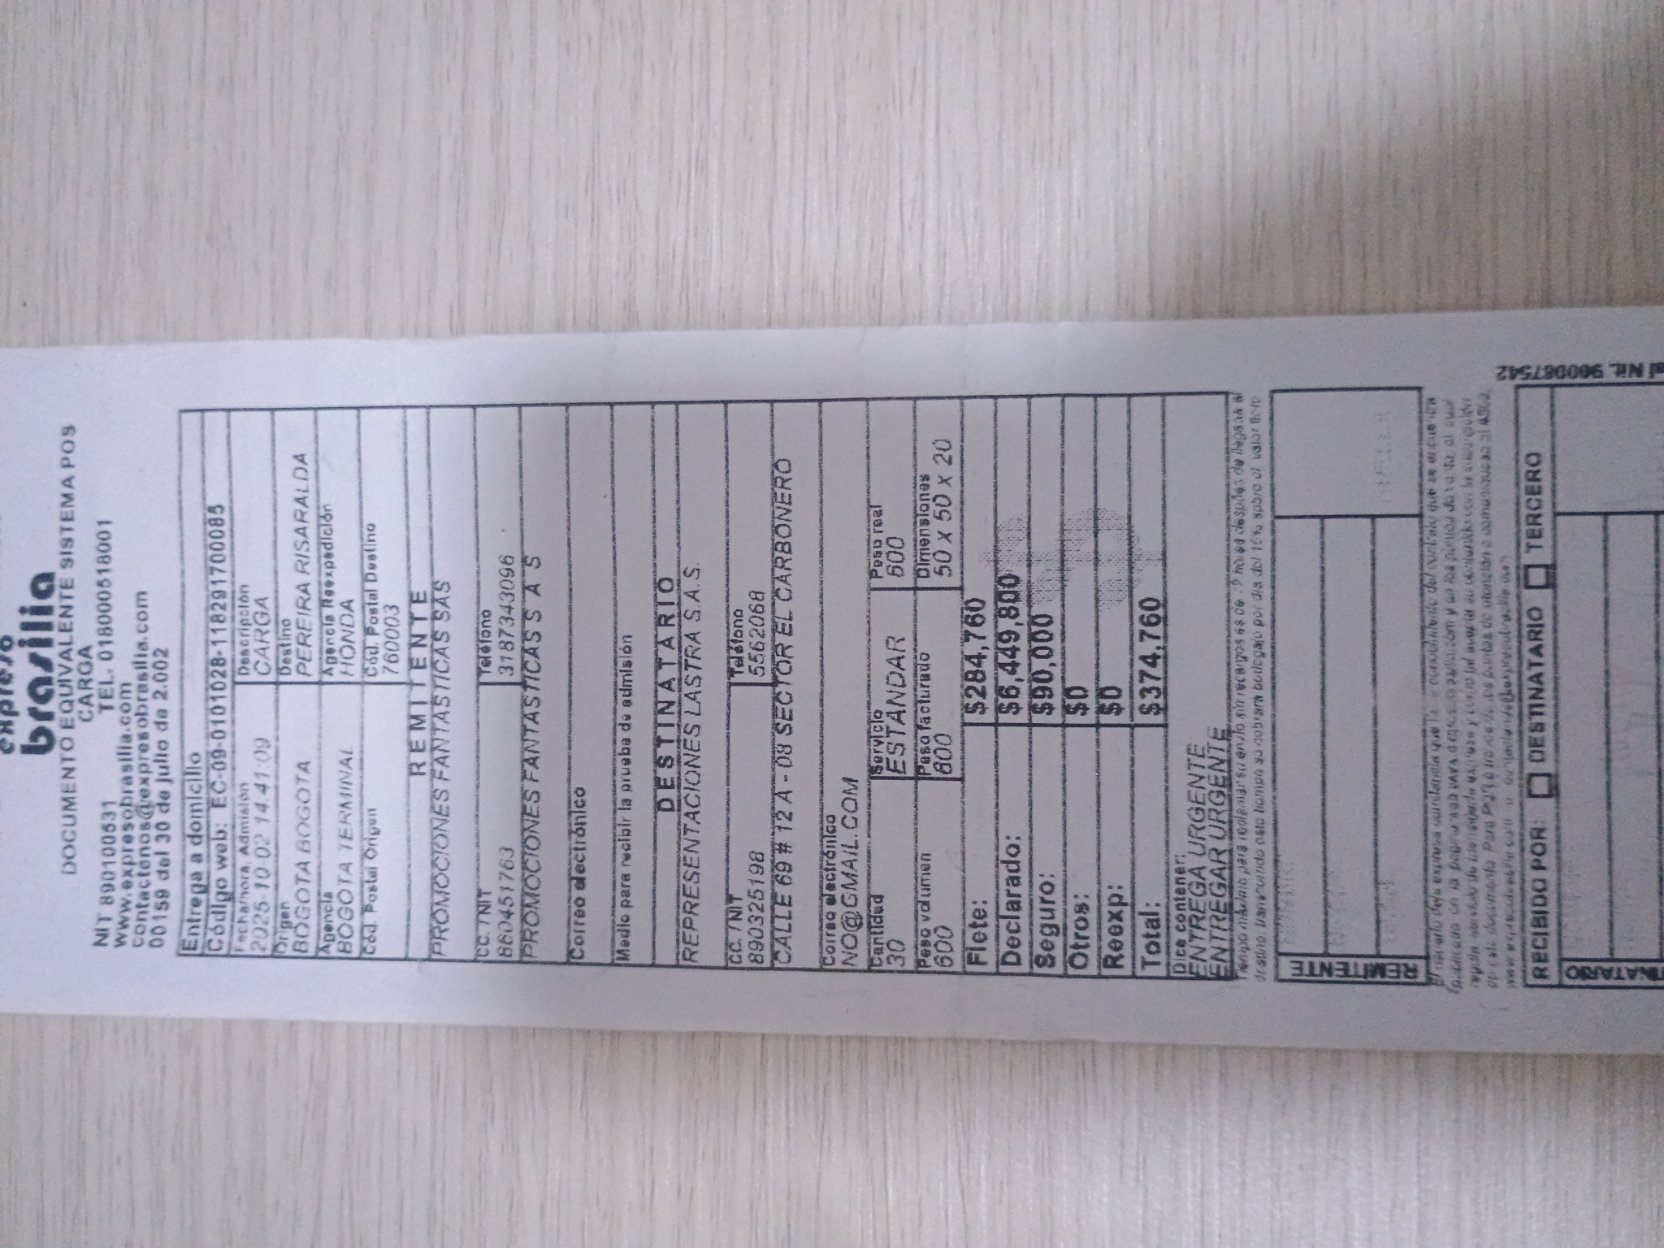 expreso
brasilia
DOCUMENTO EQUIVALENTE SISTEMA POS
CARGA
NIT 890100531 TEL. 018000518001
www.expresobrasilia.com
contactenos@expresobrasilia.com
00159 del 30 de julio de 2.002
Entrega a domicilio
Código web: EC-09-0101028-118291700085
Fecha/hora Admisión Descripción
2025-10-02 14:41:09 CARGA
Origen Destino
BOGOTA BOGOTA PEREIRA RISARALDA
Agencia Agencia Reexpedición
BOGOTA TERMINAL HONDA
Cód. Postal Origen Cód. Postal Destino
760003
REMITENTE
PROMOCIONES FANTASTICAS SAS
CC. / NIT Teléfono
860451763 3187343096
PROMOCIONES FANTASTICAS S A S
Correo electrónico
Medio para recibir la prueba de admisión
DESTINATARIO
REPRESENTACIONES LASTRA S.A.S.
CC. / NIT Teléfono
890325198 5562068
CALLE 69 # 12 A - 08 SECTOR EL CARBONERO
Correo electrónico
NO@GMAIL.COM
Cantidad Servicio Peso real
30 ESTANDAR 600
Peso volumen Peso facturado Dimensiones
600 600 50 x 50 x 20
Flete: $284,760
Declarado: $6,449,800
Seguro: $90,000
Otros: $0
Reexp: $0
Total: $374,760
Dice contener:
ENTREGA URGENTE
ENTREGAR URGENTE
REMITENTE
RECIBIDO POR: DESTINATARIO TERCERO
al Nit. 900087542